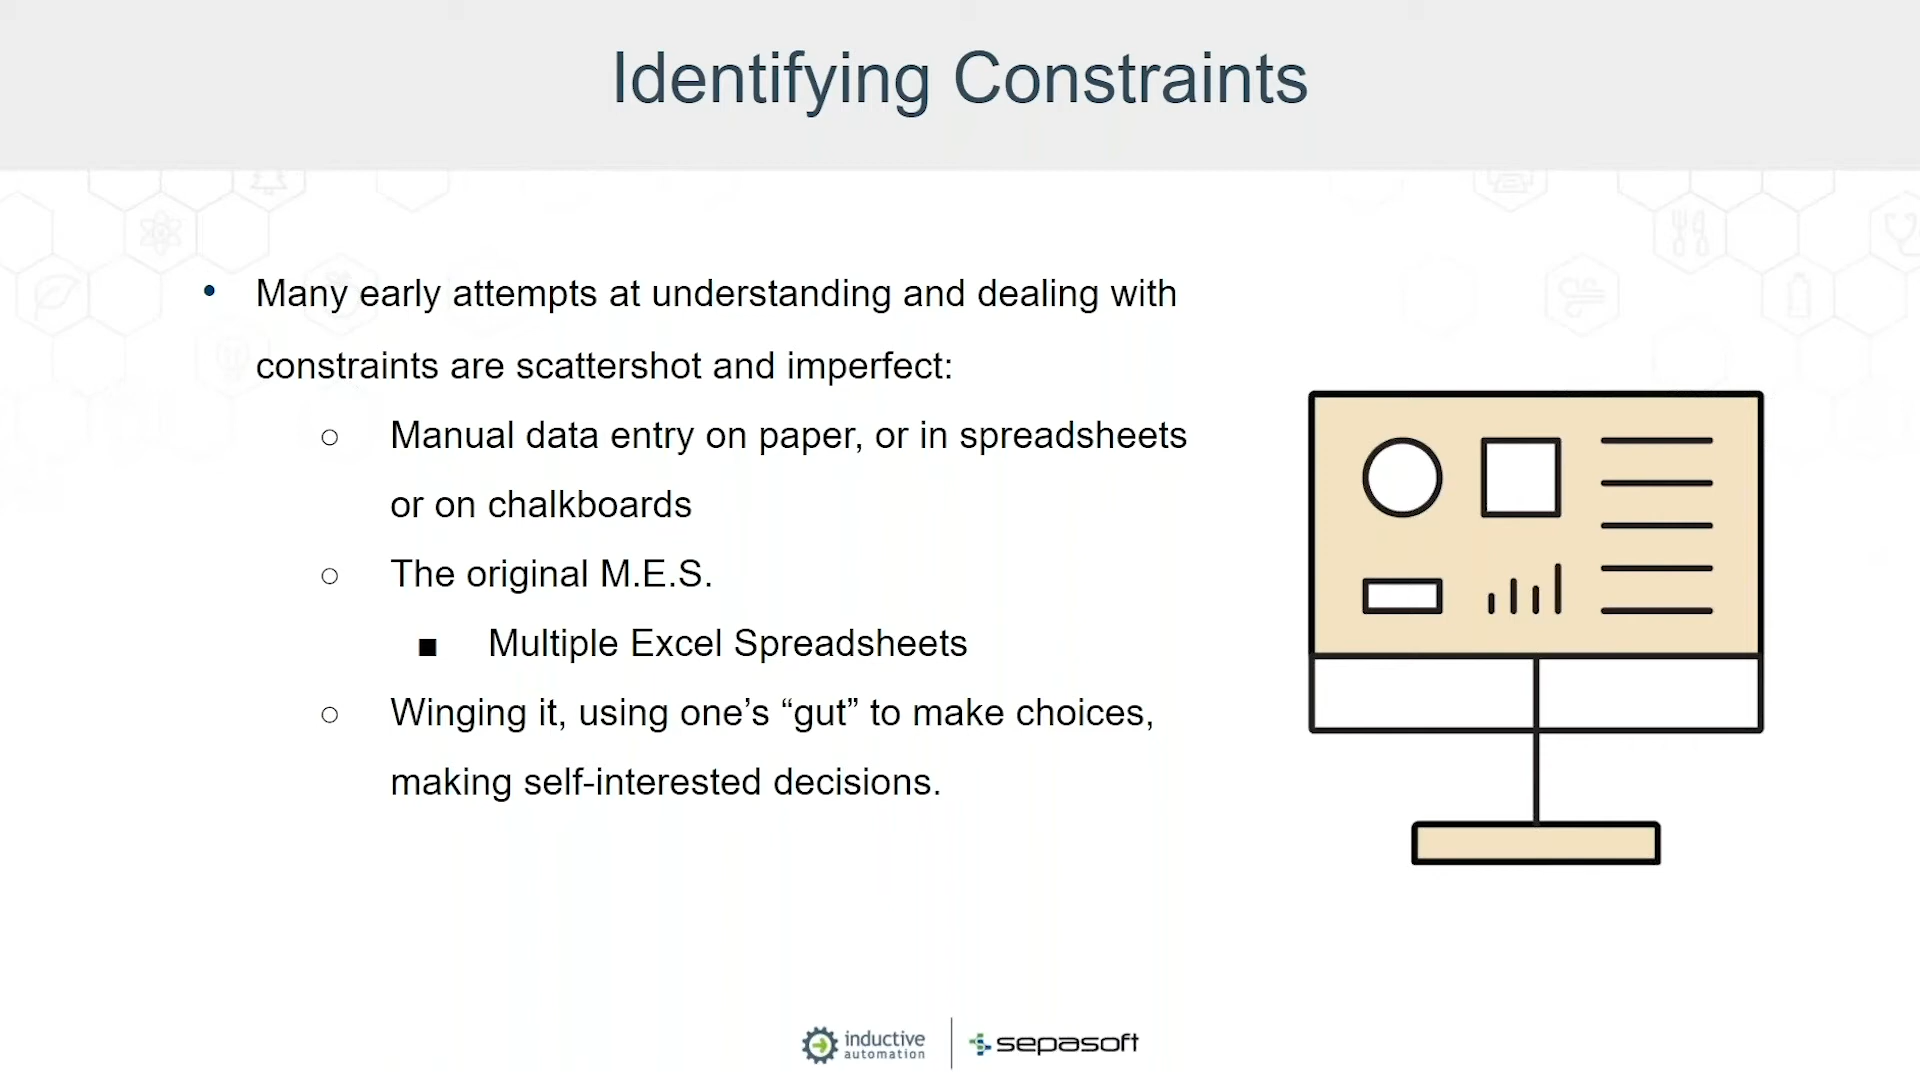 Identifying Constraints
• Many early attempts at understanding and dealing with
constraints are scattershot and imperfect:
○ Manual data entry on paper, or in spreadsheets
or on chalkboards
○ The original M.E.S.
■ Multiple Excel Spreadsheets
○ Winging it, using one’s “gut” to make choices,
making self-interested decisions.
inductive
automation
sepasoft